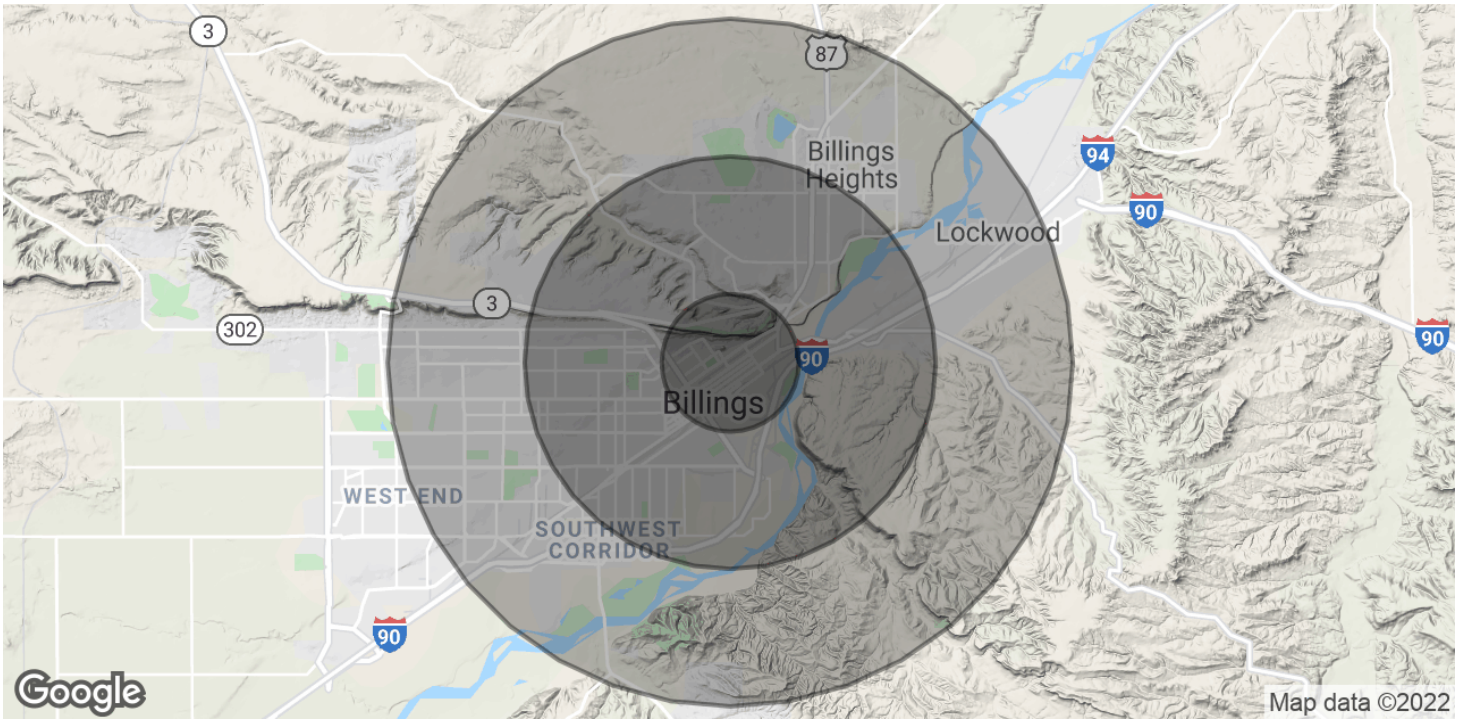 3
87
Billings
Heights
94
90
Lockwood
3
302
90
90
Billings
WEST END
SOUTHWEST
CORRIDOR
90
Google
Map data ©2022